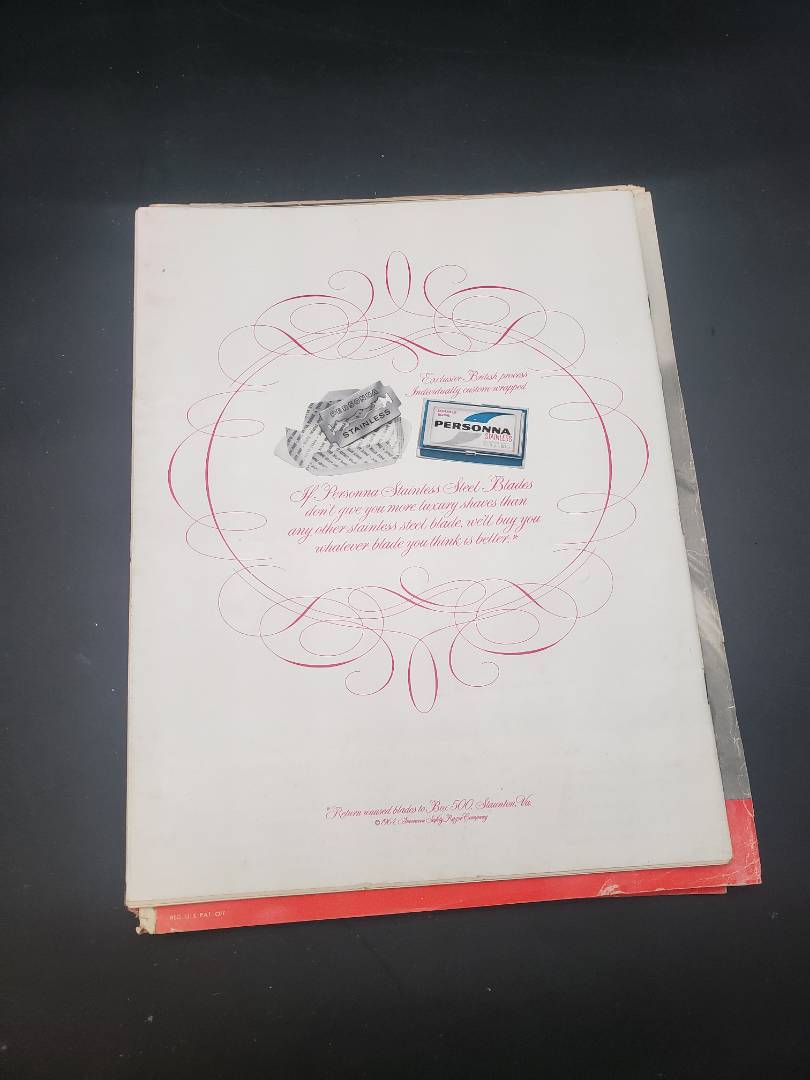 Exclusive British process
Individually custom-wrapped
PERSONNA
STAINLESS
PERSONNA
STAINLESS
If Personna Stainless Steel Blades
don't give you more luxury shaves than
any other stainless steel blade, we'll buy you
whatever blade you think is better.*
*Return unused blades to Box 500, Staunton, Va.
© 1964, American Safety Razor Company
REG. U. S. PAT. OFF.